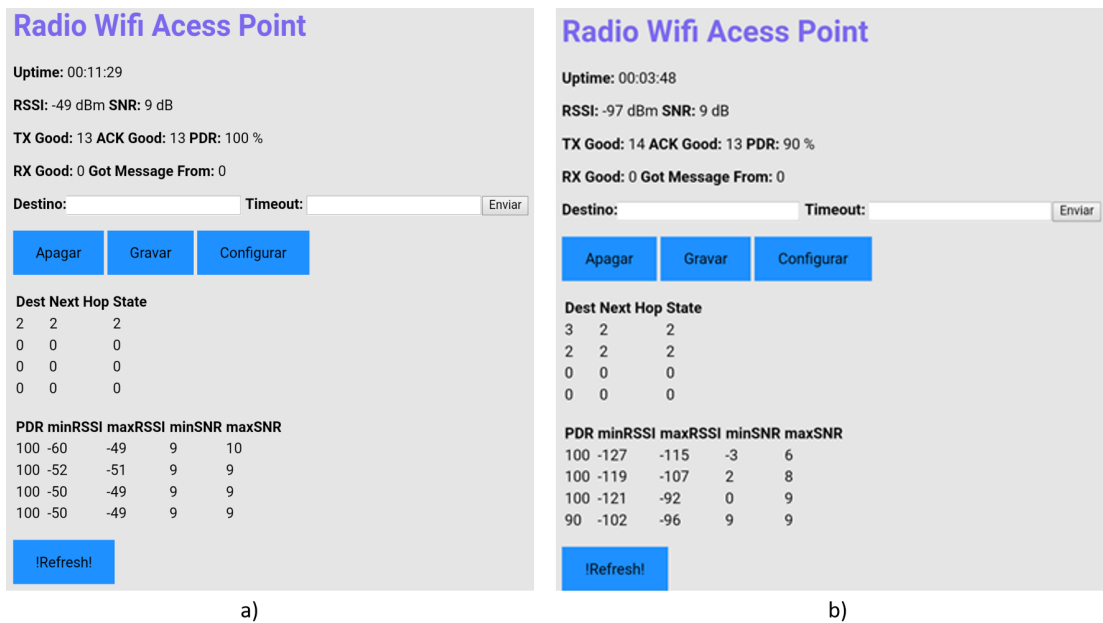 Radio Wifi Acess Point
Uptime: 00:11:29
RSSI: -49 dBm SNR: 9 dB
TX Good: 13 ACK Good: 13 PDR: 100 %
RX Good: 0 Got Message From: 0
Destino: Timeout: Enviar
Apagar Gravar Configurar
Dest Next Hop State
2 2 2
0 0 0
0 0 0
0 0 0
PDR minRSSI maxRSSI minSNR maxSNR
100 -60 -49 9 10
100 -52 -51 9 9
100 -50 -49 9 9
100 -50 -49 9 9
!Refresh!
a)
Radio Wifi Acess Point
Uptime: 00:03:48
RSSI: -97 dBm SNR: 9 dB
TX Good: 14 ACK Good: 13 PDR: 90 %
RX Good: 0 Got Message From: 0
Destino: Timeout: Enviar
Apagar Gravar Configurar
Dest Next Hop State
3 2 2
2 2 2
0 0 0
0 0 0
PDR minRSSI maxRSSI minSNR maxSNR
100 -127 -115 -3 6
100 -119 -107 2 8
100 -121 -92 0 9
90 -102 -96 9 9
!Refresh!
b)